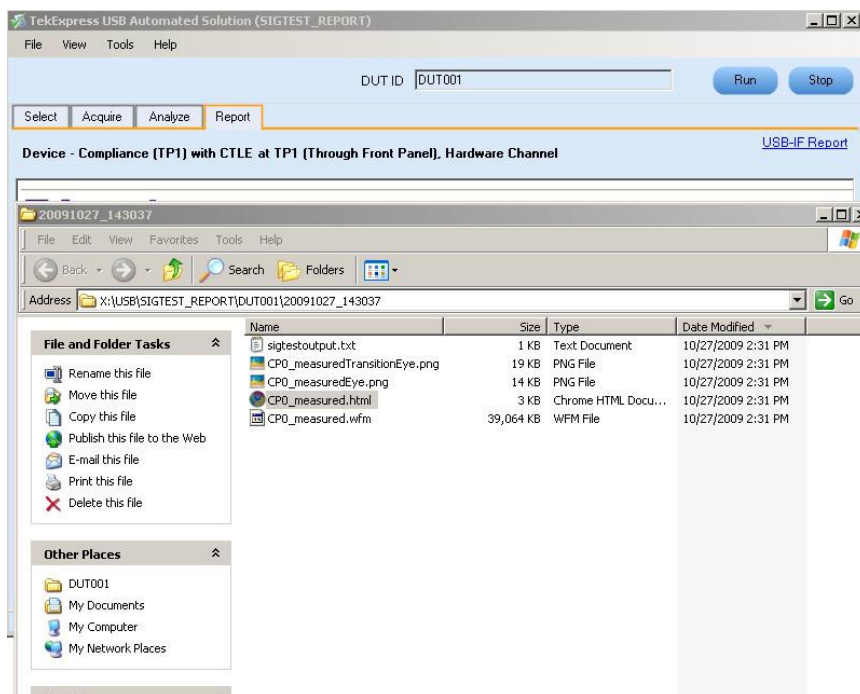 TekExpress USB Automated Solution (SIGTEST_REPORT)
File View Tools Help
DUT ID DUT001 Run Stop
Select Acquire Analyze Report
Device - Compliance (TP1) with CTLE at TP1 (Through Front Panel), Hardware Channel
USB-IF Report
20091027_143037
File Edit View Favorites Tools Help
Back Search Folders
Address X:\USB\SIGTEST_REPORT\DUT001\20091027_143037 Go
File and Folder Tasks
Rename this file
Move this file
Copy this file
Publish this file to the Web
E-mail this file
Print this file
Delete this file
Other Places
DUT001
My Documents
My Computer
My Network Places
Name Size Type Date Modified
sigtestoutput.txt 1 KB Text Document 10/27/2009 2:31 PM
CP0_measuredTransitionEye.png 19 KB PNG File 10/27/2009 2:31 PM
CP0_measuredEye.png 14 KB PNG File 10/27/2009 2:31 PM
CP0_measured.html 3 KB Chrome HTML Docu... 10/27/2009 2:31 PM
CP0_measured.wfm 39,064 KB WFM File 10/27/2009 2:31 PM